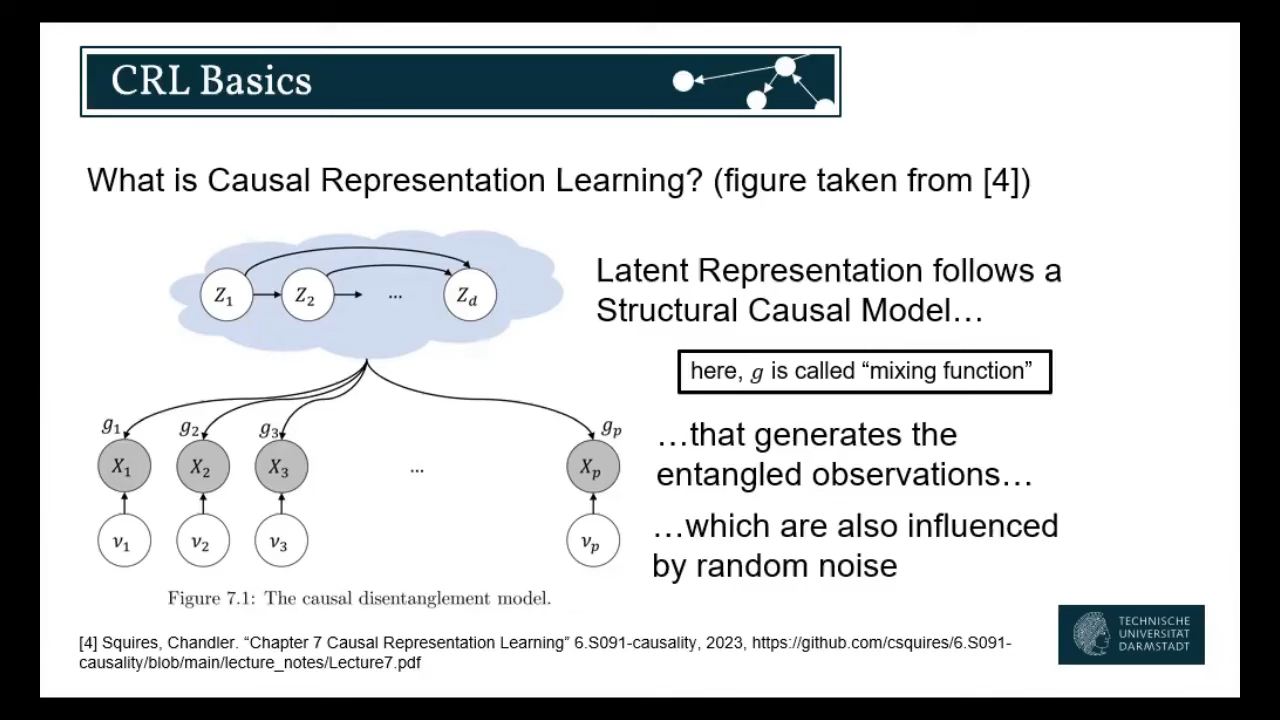 CRL Basics
What is Causal Representation Learning? (figure taken from [4])
Z₁ Z₂ ... Z_d
Latent Representation follows a
Structural Causal Model…
here, g is called “mixing function”
g₁ g₂ g₃ g_p
X₁ X₂ X₃ ... X_p
…that generates the
entangled observations…
ν₁ ν₂ ν₃ ν_p
…which are also influenced
by random noise
Figure 7.1: The causal disentanglement model.
[4] Squires, Chandler. “Chapter 7 Causal Representation Learning” 6.S091-causality, 2023, https://github.com/csquires/6.S091-
causality/blob/main/lecture_notes/Lecture7.pdf
TECHNISCHE
UNIVERSITÄT
DARMSTADT